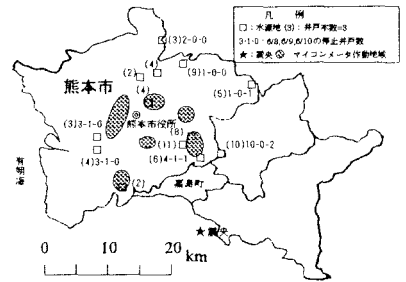 凡 例
□:水源地 (3):井戸本数=3
3-1-0:6/8,6/9,6/10の停止井戸数
★:震央 マイコンメータ作動地域
(3)2-0-0
(4)
(2)
(9)1-0-0
(4)
(5)1-0-1
熊本市
◎
熊本市役所
(3)3-1-0
(8)
(11)
(4)3-1-0
(6)4-1-1
(10)10-0-2
有明海
(2)
嘉島町
★震央
0 10 20
km